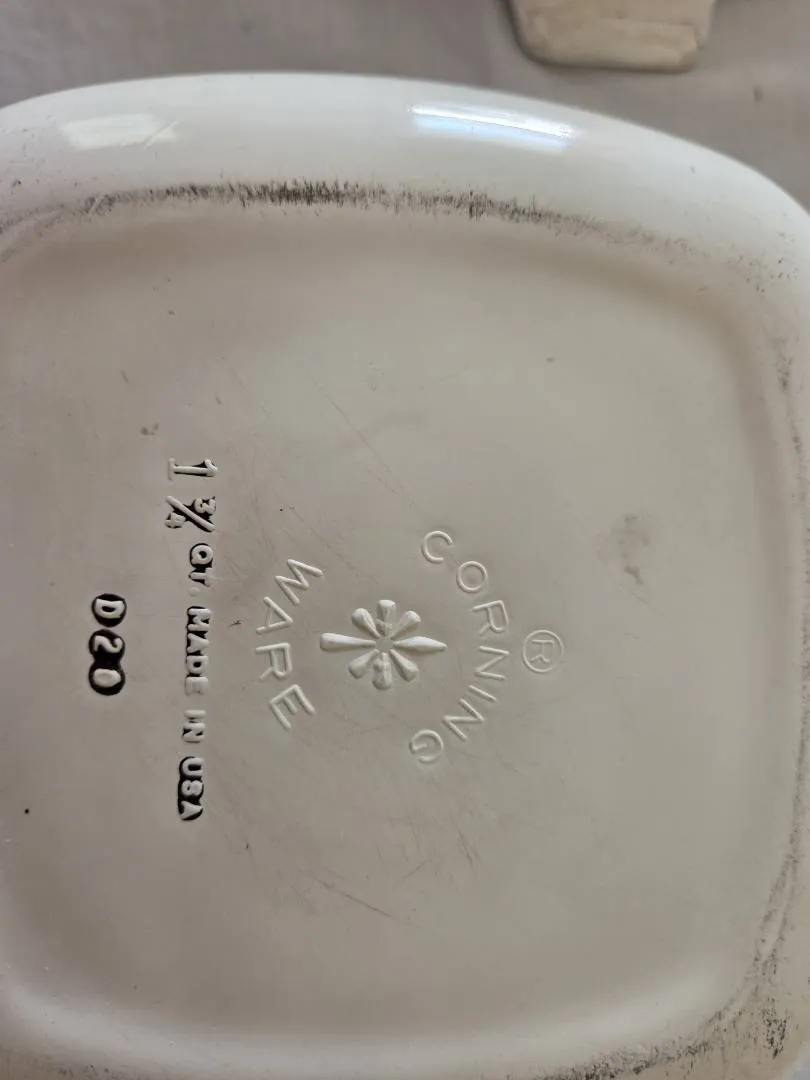 ®
CORNING
WARE
1 3/4 QT. MADE IN USA
D20